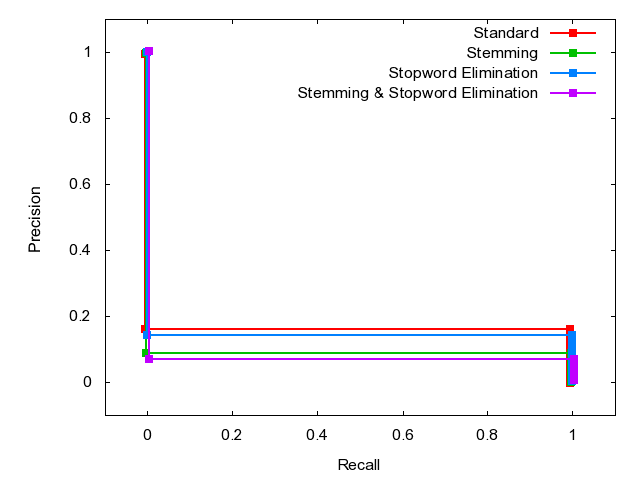 Standard
Stemming
Stopword Elimination
Stemming & Stopword Elimination
Precision
1
0.8
0.6
0.4
0.2
0
0 0.2 0.4 0.6 0.8 1
Recall